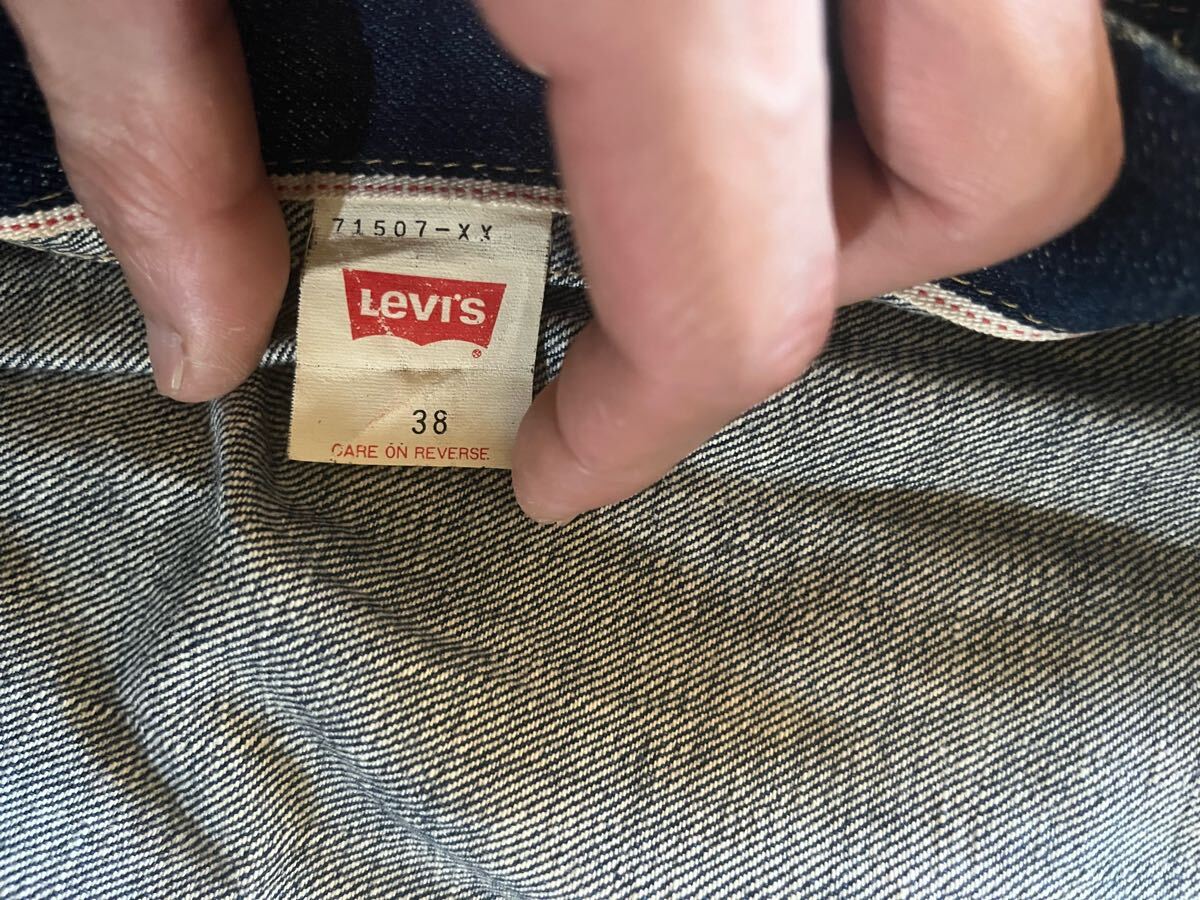 71507-XX
LEVI'S
®
38
CARE ON REVERSE